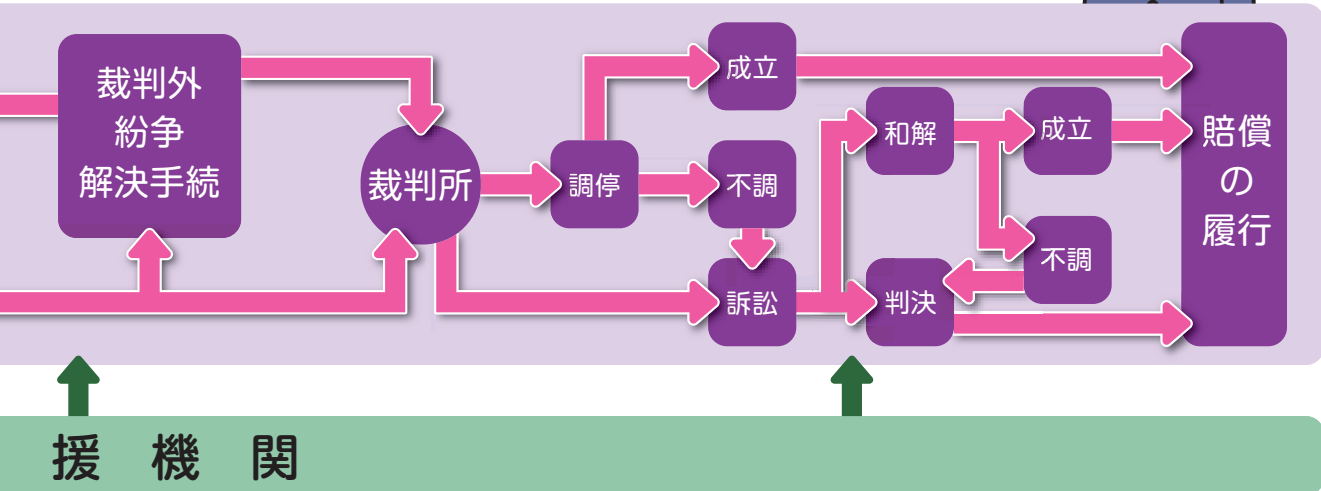 裁判外
紛争
解決手続
裁判所
調停
成立
不調
訴訟
和解
判決
成立
不調
賠償
の
履行
援 機 関